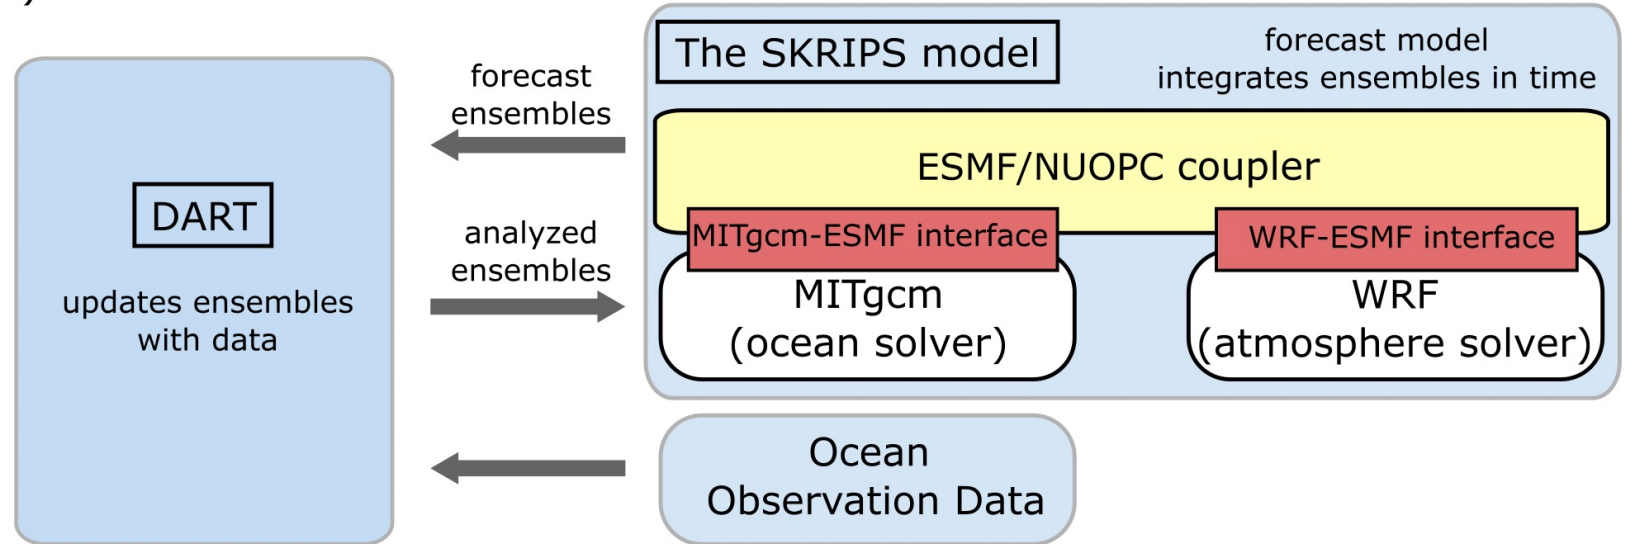 The SKRIPS model
forecast model
integrates ensembles in time
forecast
ensembles
ESMF/NUOPC coupler
DART
updates ensembles
with data
analyzed
ensembles
MITgcm-ESMF interface
WRF-ESMF interface
MITgcm
(ocean solver)
WRF
(atmosphere solver)
Ocean
Observation Data